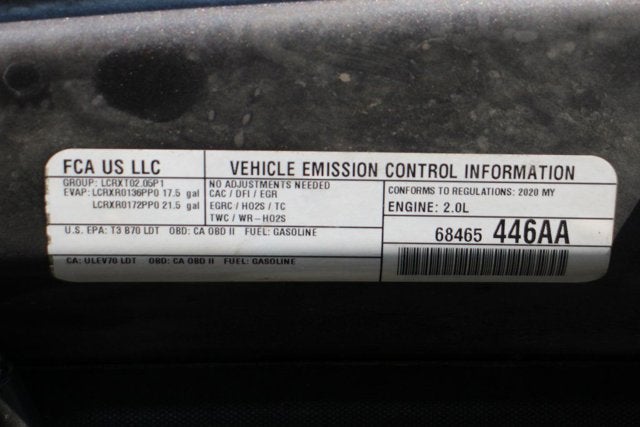 FCA US LLC
VEHICLE EMISSION CONTROL INFORMATION
GROUP: LCRXT02.05P1
EVAP: LCRXR0136PP0 17.5 gal
LCRXR0172PP0 21.5 gal
NO ADJUSTMENTS NEEDED
CAC / DFI / EGR
EGRC / HO2S / TC
TWC / WR-HO2S
CONFORMS TO REGULATIONS: 2020 MY
ENGINE: 2.0L
U.S. EPA: T3 B70 LDT OBD: CA OBD II FUEL: GASOLINE
CA: ULEV70 LDT OBD: CA OBD II FUEL: GASOLINE
68465 446AA